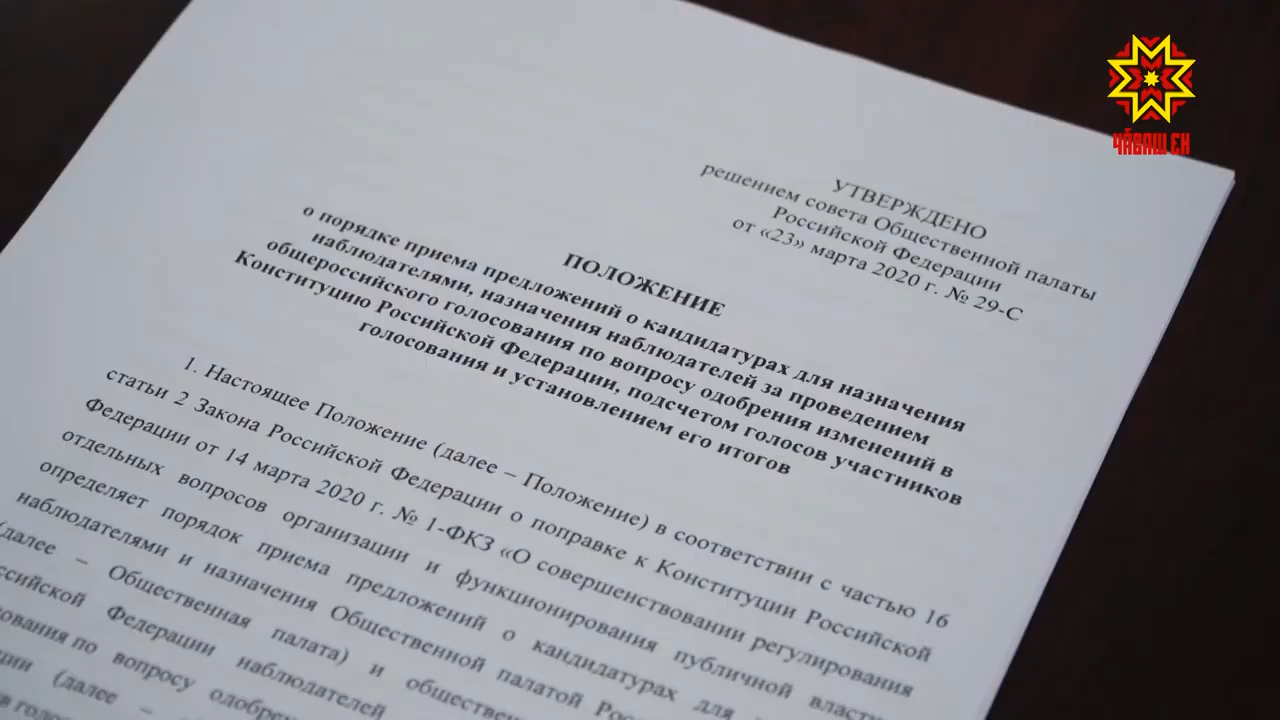 ЧӐВАШ ЕН
УТВЕРЖДЕНО
решением совета Общественной палаты
Российской Федерации
от «23» марта 2020 г. № 29-С
ПОЛОЖЕНИЕ
о порядке приема предложений о кандидатурах для назначения
наблюдателями, назначения наблюдателей за проведением
общероссийского голосования по вопросу одобрения изменений в
Конституцию Российской Федерации, подсчетом голосов участников
голосования и установлением его итогов
1. Настоящее Положение (далее – Положение) в соответствии с частью 16
статьи 2 Закона Российской Федерации о поправке к Конституции Российской
Федерации от 14 марта 2020 г. № 1-ФКЗ «О совершенствовании регулирования
отдельных вопросов организации и функционирования публичной власти
определяет порядок приема предложений о кандидатурах для
наблюдателями и назначения Общественной палатой
(далее – Общественная палата) и
Федерации наблюдателей
по вопросу
(далее –